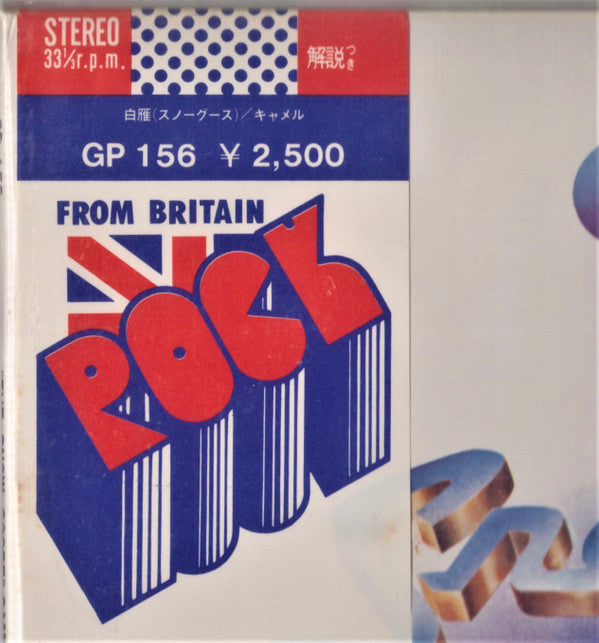 STEREO
33⅓r.p.m.
解説つき
白雁(スノーグース)／キャメル
GP 156 ¥ 2,500
FROM BRITAIN
ROCK